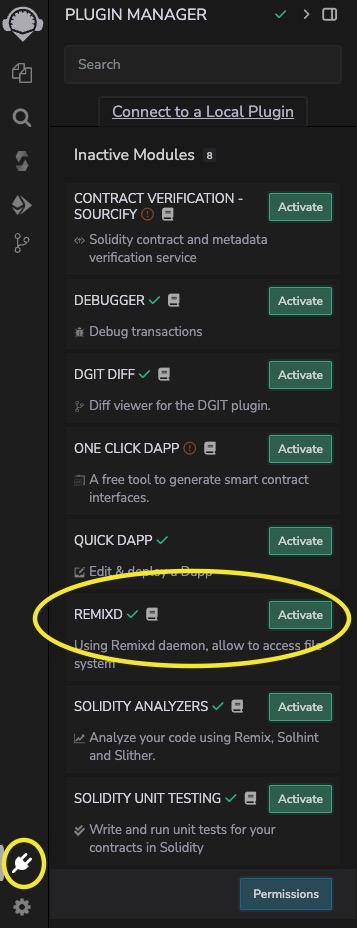 PLUGIN MANAGER
Search
Connect to a Local Plugin
Inactive Modules 8
CONTRACT VERIFICATION -
SOURCIFY
Activate
Solidity contract and metadata
verification service
DEBUGGER
Activate
Debug transactions
DGIT DIFF
Activate
Diff viewer for the DGIT plugin.
ONE CLICK DAPP
Activate
A free tool to generate smart contract
interfaces.
QUICK DAPP
Activate
Edit & deploy a Dapp
REMIXD
Activate
Using Remixd daemon, allow to access file
system
SOLIDITY ANALYZERS
Activate
Analyze your code using Remix, Solhint
and Slither.
SOLIDITY UNIT TESTING
Activate
Write and run unit tests for your
contracts in Solidity
Permissions